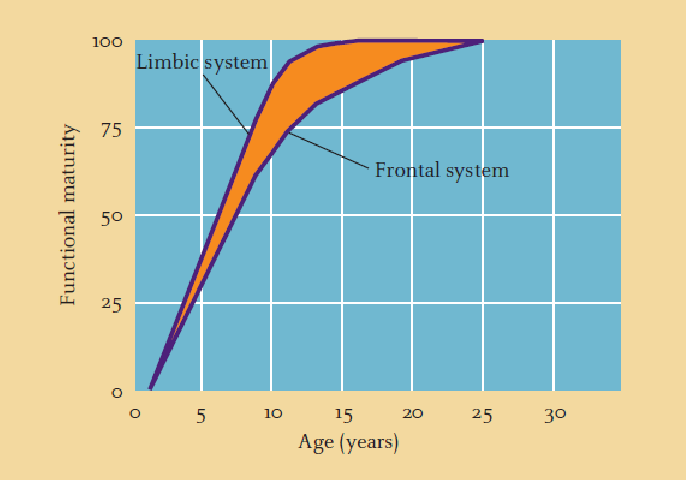 100
Limbic system
75
Frontal system
50
25
0
0 5 10 15 20 25 30
Age (years)
Functional maturity